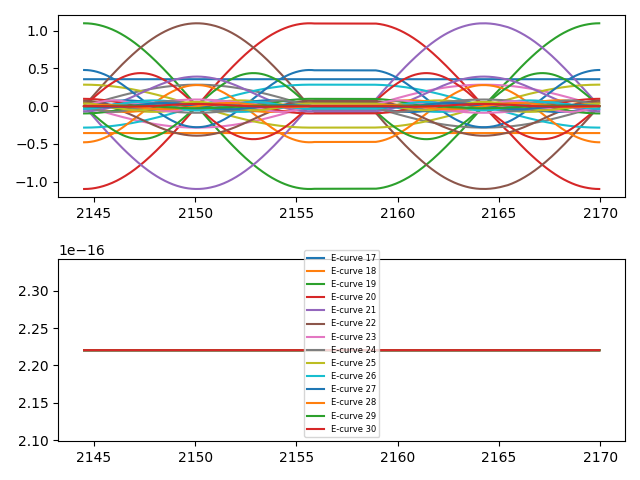 1.0
0.5
0.0
−0.5
−1.0
2145 2150 2155 2160 2165 2170
1e−16
2.30
2.25
2.20
2.15
2.10
E-curve 17
E-curve 18
E-curve 19
E-curve 20
E-curve 21
E-curve 22
E-curve 23
E-curve 24
E-curve 25
E-curve 26
E-curve 27
E-curve 28
E-curve 29
E-curve 30
2145 2150 2155 2160 2165 2170